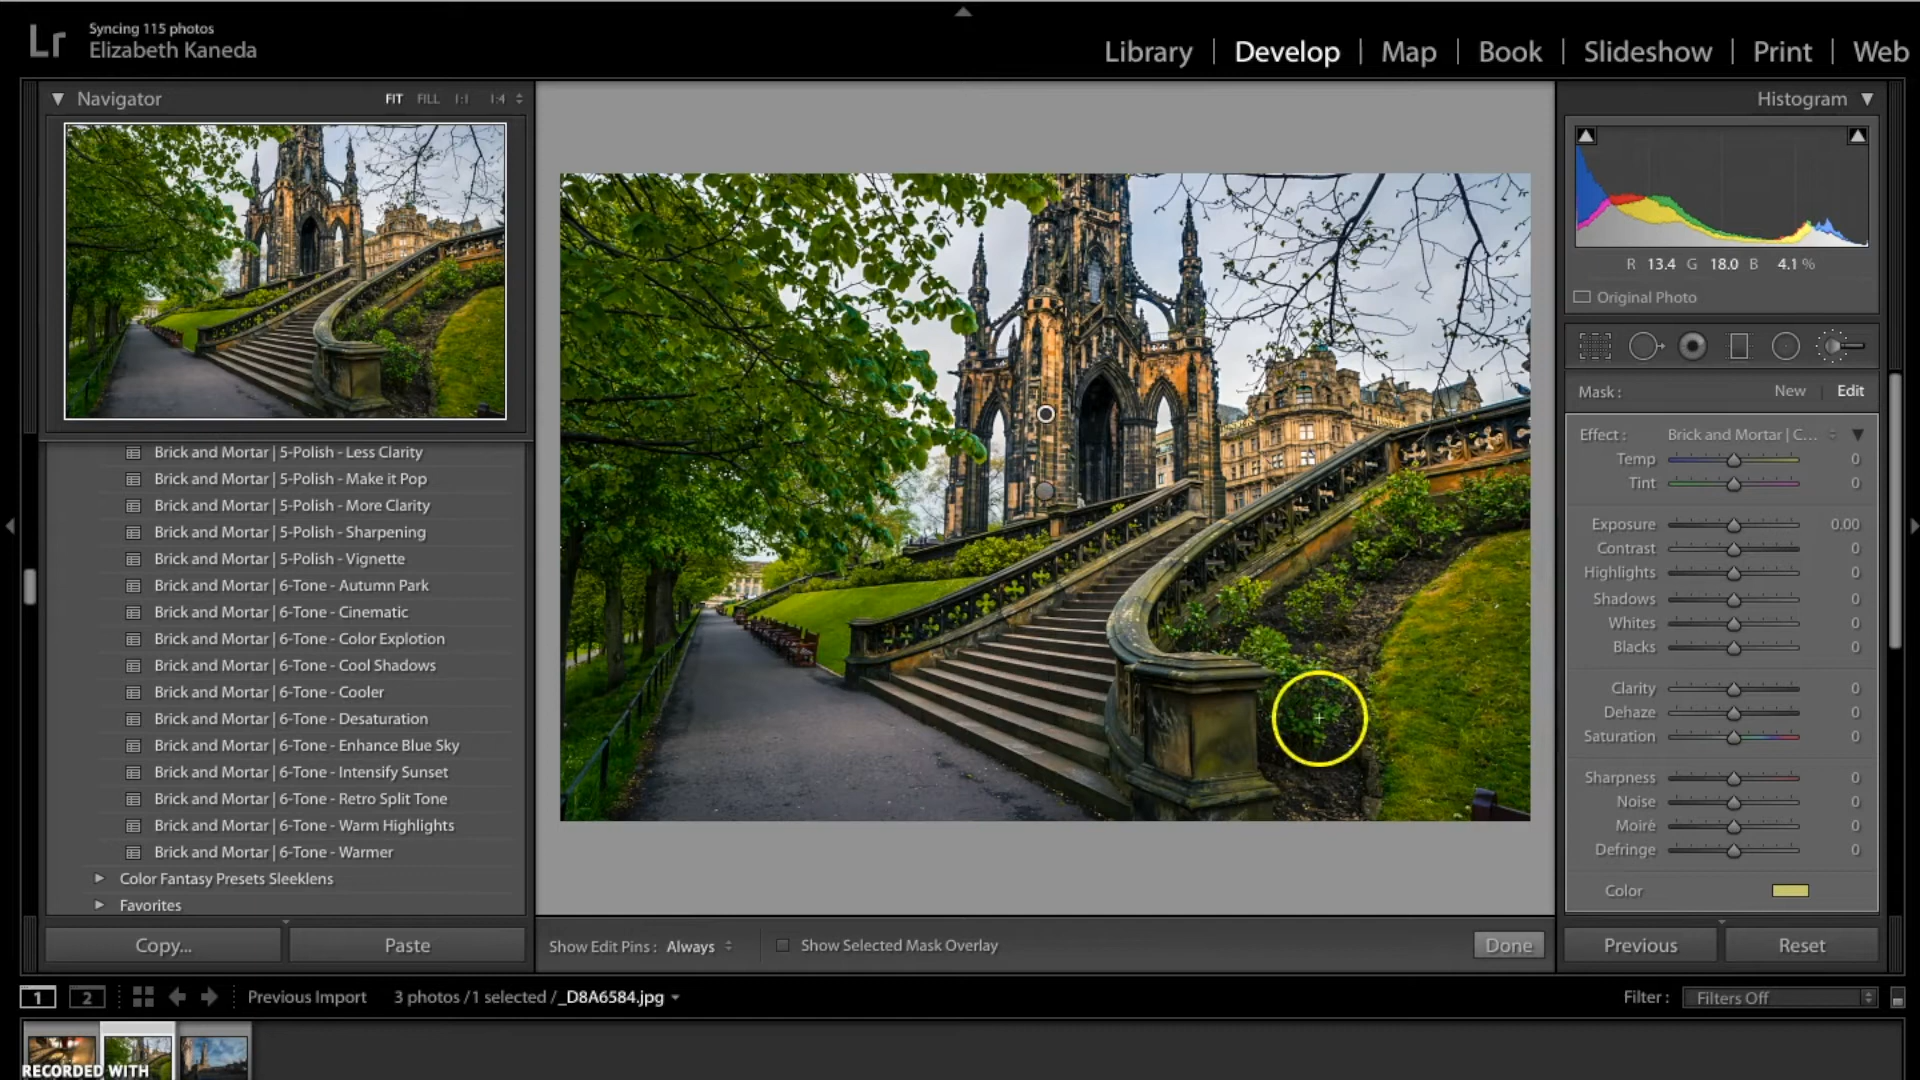 Lr
Syncing 115 photos
Elizabeth Kaneda
Library | Develop | Map | Book | Slideshow | Print | Web
Navigator
FIT FILL 1:1 1:4
Brick and Mortar | 5-Polish - Less Clarity
Brick and Mortar | 5-Polish - Make it Pop
Brick and Mortar | 5-Polish - More Clarity
Brick and Mortar | 5-Polish - Sharpening
Brick and Mortar | 5-Polish - Vignette
Brick and Mortar | 6-Tone - Autumn Park
Brick and Mortar | 6-Tone - Cinematic
Brick and Mortar | 6-Tone - Color Explotion
Brick and Mortar | 6-Tone - Cool Shadows
Brick and Mortar | 6-Tone - Cooler
Brick and Mortar | 6-Tone - Desaturation
Brick and Mortar | 6-Tone - Enhance Blue Sky
Brick and Mortar | 6-Tone - Intensify Sunset
Brick and Mortar | 6-Tone - Retro Split Tone
Brick and Mortar | 6-Tone - Warm Highlights
Brick and Mortar | 6-Tone - Warmer
Color Fantasy Presets Sleeklens
Favorites
Copy... Paste
Show Edit Pins : Always Show Selected Mask Overlay Done
Histogram
R 13.4 G 18.0 B 4.1 %
Original Photo
Mask : New | Edit
Effect : Brick and Mortar | C...
Temp 0
Tint 0
Exposure 0.00
Contrast 0
Highlights 0
Shadows 0
Whites 0
Blacks 0
Clarity 0
Dehaze 0
Saturation 0
Sharpness 0
Noise 0
Moiré 0
Defringe 0
Color
Previous Reset
1 2 Previous Import 3 photos / 1 selected / _D8A6584.jpg
Filter : Filters Off
RECORDED WITH